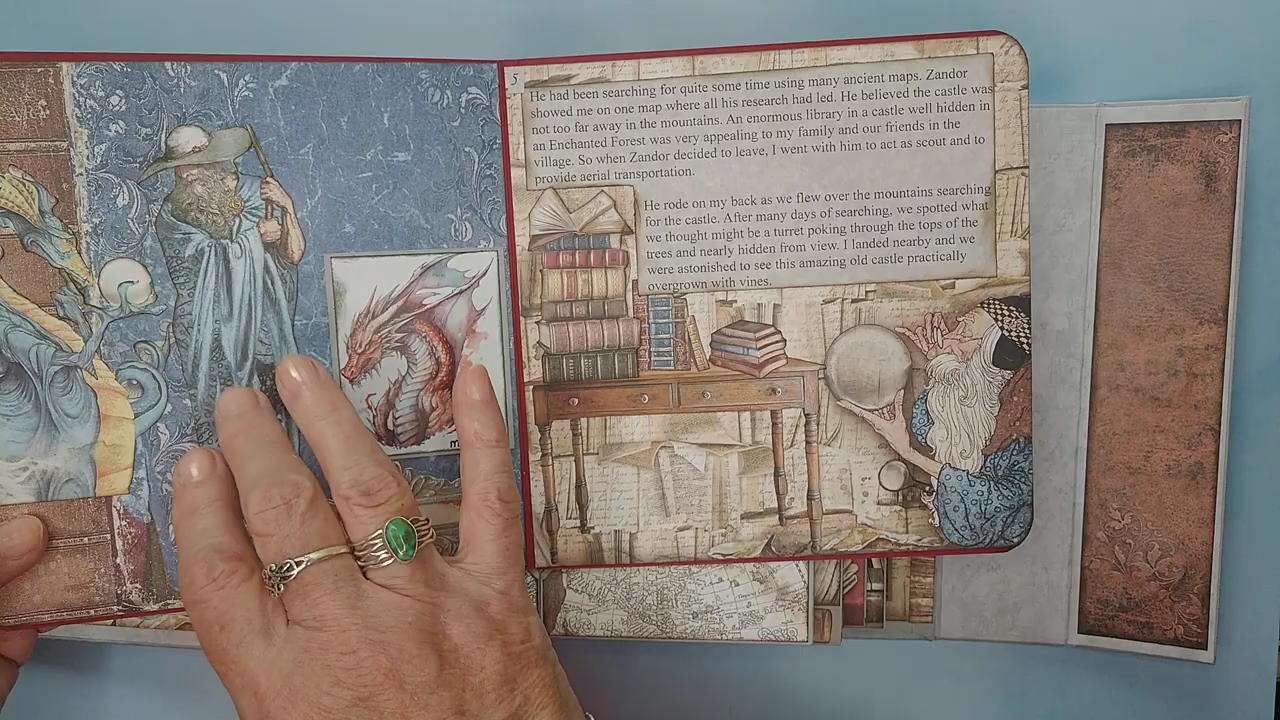 5
He had been searching for quite some time using many ancient maps. Zandor
showed me on one map where all his research had led. He believed the castle was
not too far away in the mountains. An enormous library in a castle well hidden in
an Enchanted Forest was very appealing to my family and our friends in the
village. So when Zandor decided to leave, I went with him to act as scout and to
provide aerial transportation.
He rode on my back as we flew over the mountains searching
for the castle. After many days of searching, we spotted what
we thought might be a turret poking through the tops of the
trees and nearly hidden from view. I landed nearby and we
were astonished to see this amazing old castle practically
overgrown with vines.